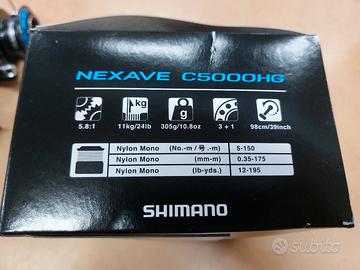 NEXAVE C5000HG
kg g
5.8:1 11kg/24lb 305g/10.8oz 3 + 1 98cm/39inch
Nylon Mono (No.-m / 号.-m) 5-150
Nylon Mono (mm-m) 0.35-175
Nylon Mono (lb-yds.) 12-195
SHIMANO
subito